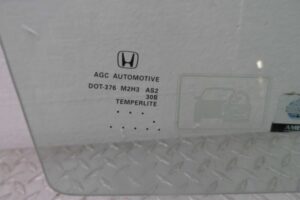 AGC AUTOMOTIVE
DOT-376 M2H3 AS2
30B
TEMPERLITE